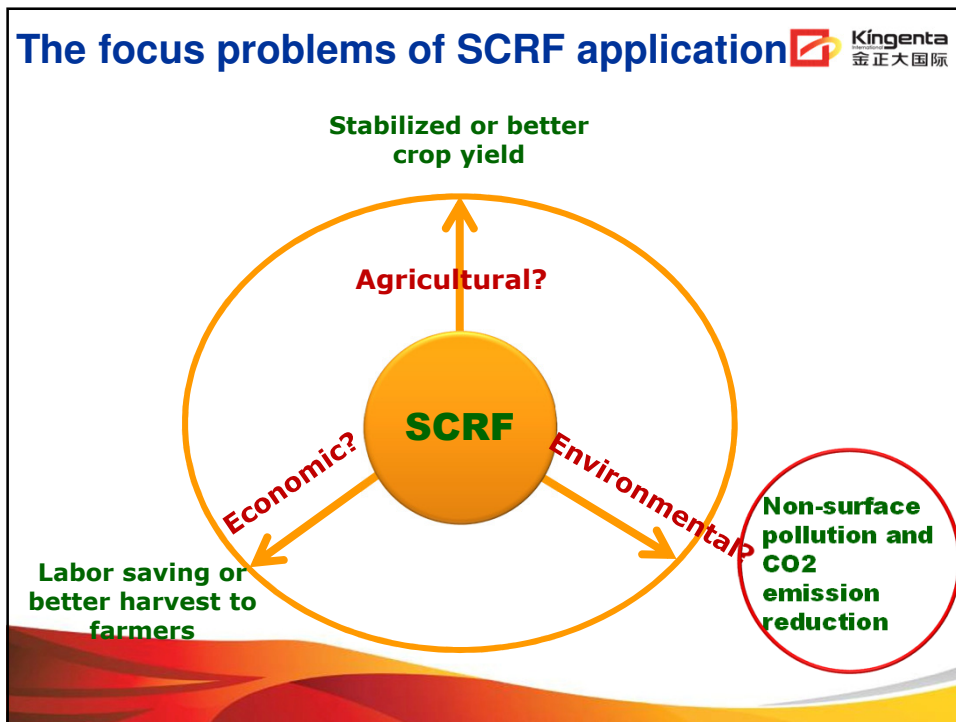 The focus problems of SCRF application
Kingenta
International
金正大国际
Stabilized or better
crop yield
Agricultural?
SCRF
Economic?
Environmental?
Labor saving or
better harvest to
farmers
Non-surface
pollution and
CO2
emission
reduction